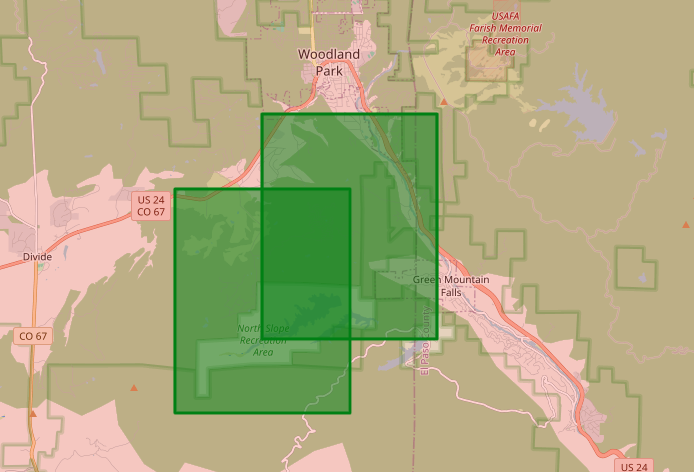 USAFA
Farish Memorial
Recreation
Area
Woodland
Park
US 24
CO 67
Divide
Green Mountain
Falls
CO 67
North Slope
Recreation
Area
El Paso County
US 24